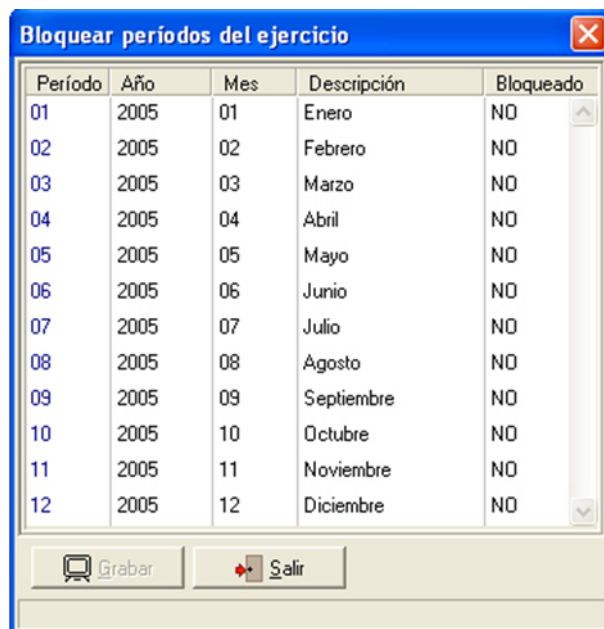 Bloquear períodos del ejercicio
Período Año Mes Descripción Bloqueado
01 2005 01 Enero NO
02 2005 02 Febrero NO
03 2005 03 Marzo NO
04 2005 04 Abril NO
05 2005 05 Mayo NO
06 2005 06 Junio NO
07 2005 07 Julio NO
08 2005 08 Agosto NO
09 2005 09 Septiembre NO
10 2005 10 Octubre NO
11 2005 11 Noviembre NO
12 2005 12 Diciembre NO
Grabar Salir